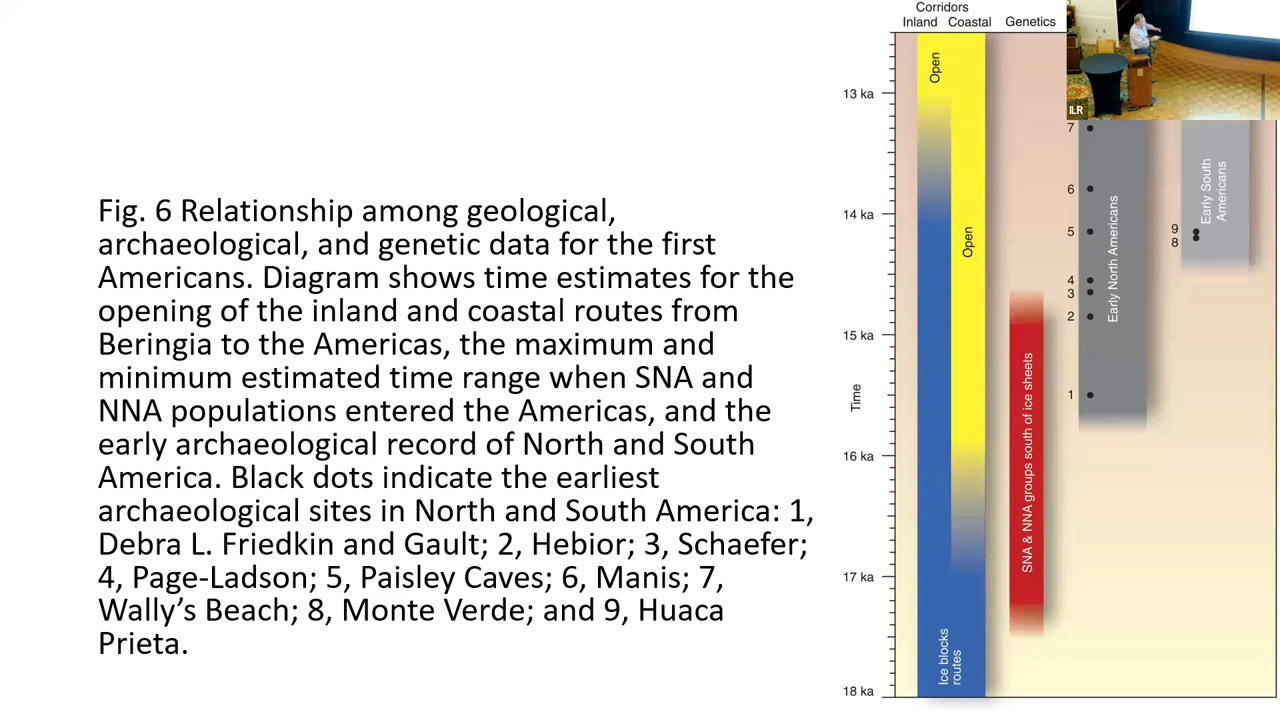 Fig. 6 Relationship among geological,
archaeological, and genetic data for the first
Americans. Diagram shows time estimates for the
opening of the inland and coastal routes from
Beringia to the Americas, the maximum and
minimum estimated time range when SNA and
NNA populations entered the Americas, and the
early archaeological record of North and South
America. Black dots indicate the earliest
archaeological sites in North and South America: 1,
Debra L. Friedkin and Gault; 2, Hebior; 3, Schaefer;
4, Page-Ladson; 5, Paisley Caves; 6, Manis; 7,
Wally’s Beach; 8, Monte Verde; and 9, Huaca
Prieta.
Corridors
Inland Coastal Genetics
Time
13 ka
14 ka
15 ka
16 ka
17 ka
18 ka
Open
Open
Ice blocks
routes
SNA & NNA groups south of ice sheets
7
6
5
4
3
2
1
Early North Americans
9
8
Early South
Americans
ILR